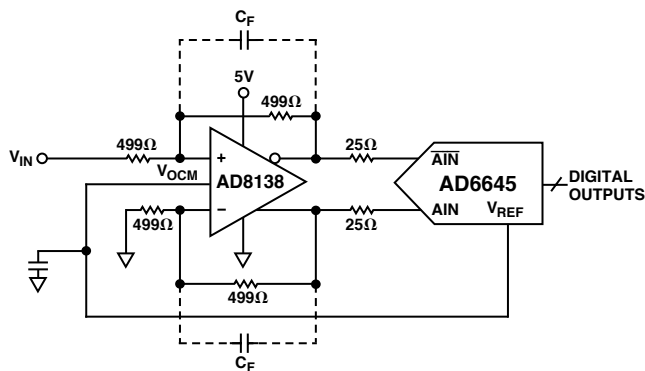 C_F
5V
499Ω
499Ω
25Ω
V_IN
+
AIN
V_OCM
AD8138
AD6645
DIGITAL
OUTPUTS
–
AIN
V_REF
499Ω
25Ω
499Ω
C_F